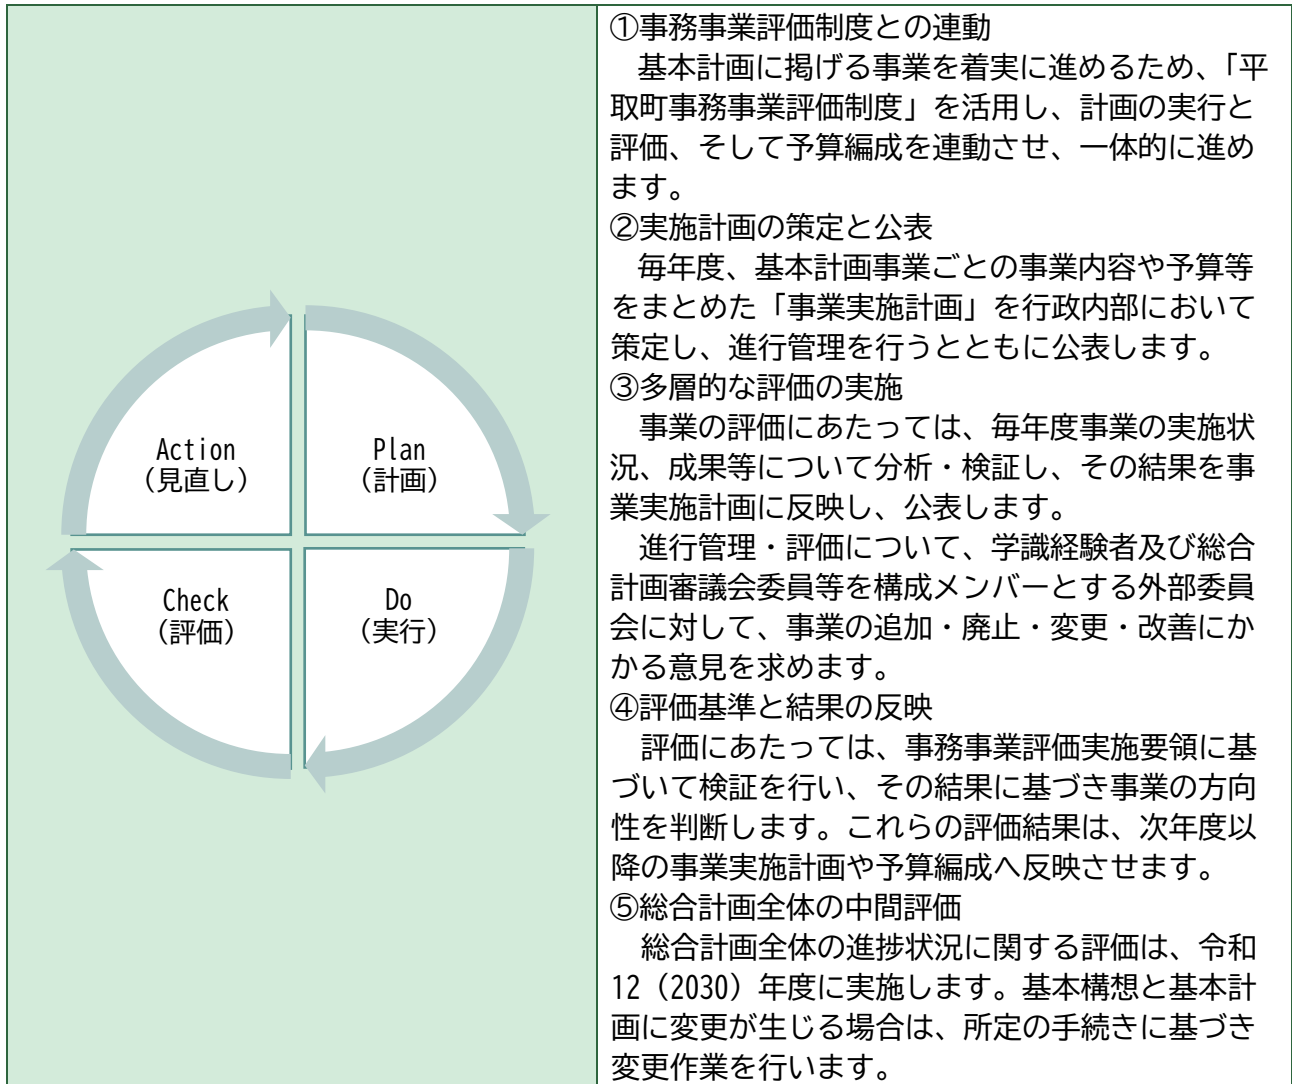 Action
（見直し）
Plan
（計画）
Check
（評価）
Do
（実行）
①事務事業評価制度との連動
基本計画に掲げる事業を着実に進めるため、「平
取町事務事業評価制度」を活用し、計画の実行と
評価、そして予算編成を連動させ、一体的に進め
ます。
②実施計画の策定と公表
毎年度、基本計画事業ごとの事業内容や予算等
をまとめた「事業実施計画」を行政内部において
策定し、進行管理を行うとともに公表します。
③多層的な評価の実施
事業の評価にあたっては、毎年度事業の実施状
況、成果等について分析・検証し、その結果を事
業実施計画に反映し、公表します。
進行管理・評価について、学識経験者及び総合
計画審議会委員等を構成メンバーとする外部委員
会に対して、事業の追加・廃止・変更・改善にか
かる意見を求めます。
④評価基準と結果の反映
評価にあたっては、事務事業評価実施要領に基
づいて検証を行い、その結果に基づき事業の方向
性を判断します。これらの評価結果は、次年度以
降の事業実施計画や予算編成へ反映させます。
⑤総合計画全体の中間評価
総合計画全体の進捗状況に関する評価は、令和
12（2030）年度に実施します。基本構想と基本計
画に変更が生じる場合は、所定の手続きに基づき
変更作業を行います。